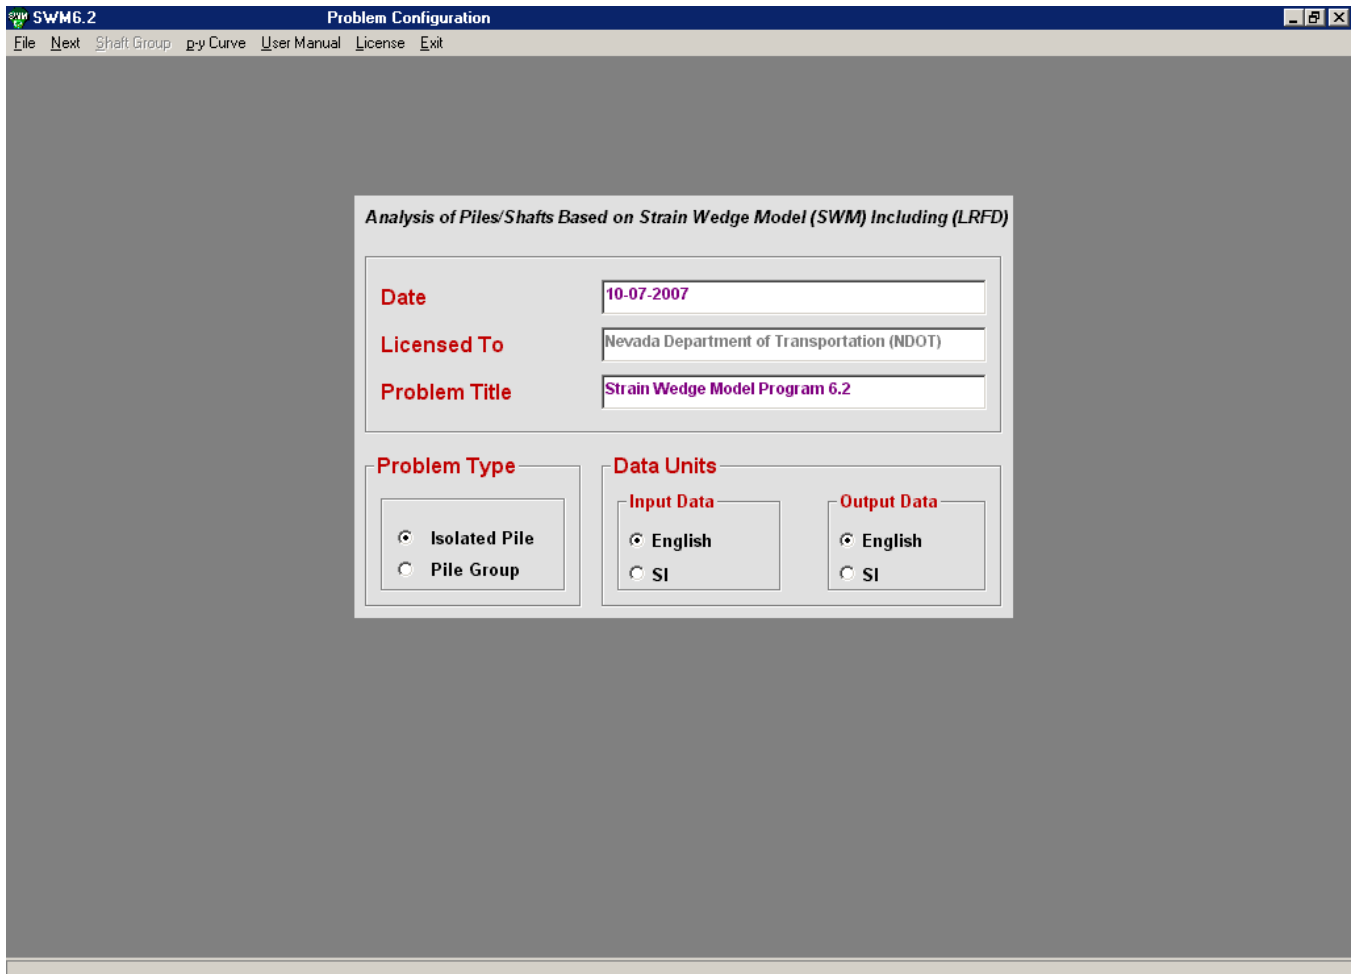 SWM6.2 Problem Configuration
File Next Shaft Group p-y Curve User Manual License Exit
Analysis of Piles/Shafts Based on Strain Wedge Model (SWM) Including (LRFD)
Date 10-07-2007
Licensed To Nevada Department of Transportation (NDOT)
Problem Title Strain Wedge Model Program 6.2
Problem Type Data Units
Input Data Output Data
Isolated Pile English English
Pile Group SI SI